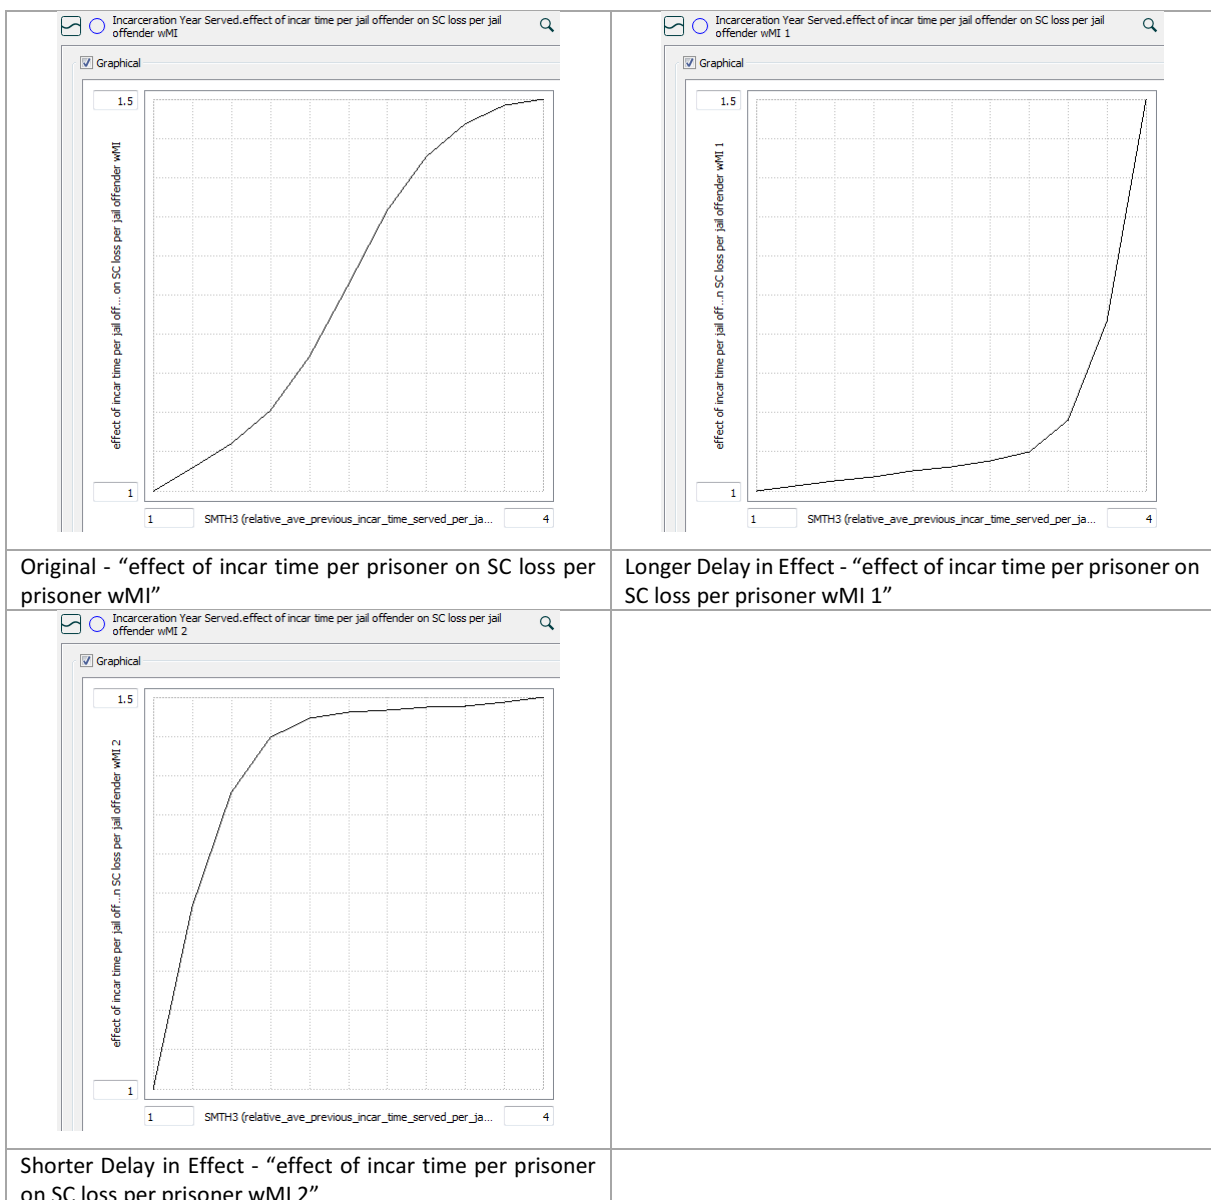 Incarceration Year Served.effect of incar time per jail offender on SC loss per jail
offender wMI
Graphical
1.5
effect of incar time per jail off... on SC loss per jail offender wMI
1
1
SMTH3 (relative_ave_previous_incar_time_served_per_ja...
4
Incarceration Year Served.effect of incar time per jail offender on SC loss per jail
offender wMI 1
Graphical
1.5
effect of incar time per jail off...n SC loss per jail offender wMI 1
1
1
SMTH3 (relative_ave_previous_incar_time_served_per_ja...
4
Original - “effect of incar time per prisoner on SC loss per
prisoner wMI”
Longer Delay in Effect - “effect of incar time per prisoner on
SC loss per prisoner wMI 1”
Incarceration Year Served.effect of incar time per jail offender on SC loss per jail
offender wMI 2
Graphical
1.5
effect of incar time per jail off...n SC loss per jail offender wMI 2
1
1
SMTH3 (relative_ave_previous_incar_time_served_per_ja...
4
Shorter Delay in Effect - “effect of incar time per prisoner
on SC loss per prisoner wMI 2”